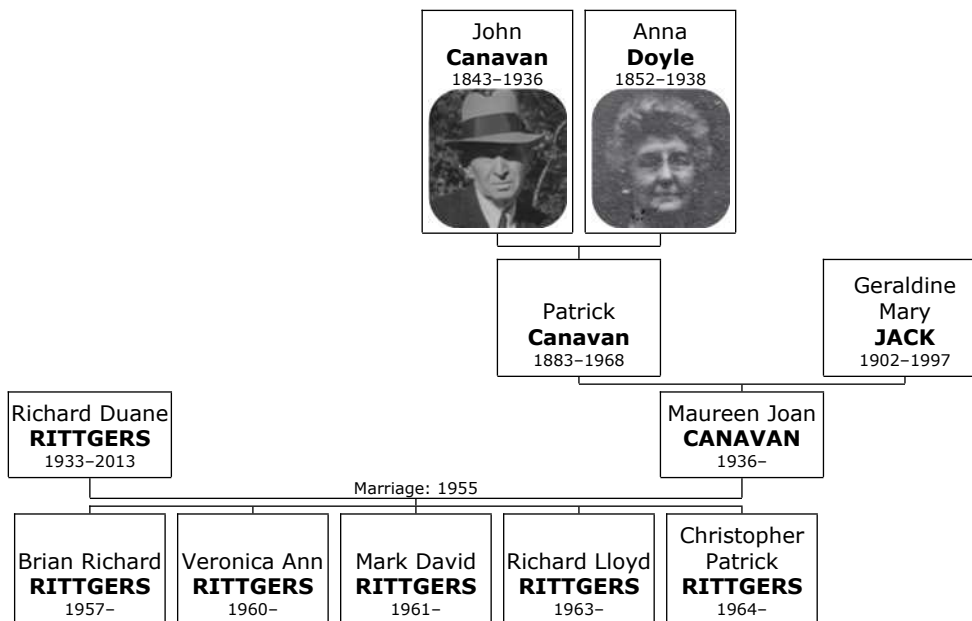 John
Canavan
1843–1936
Anna
Doyle
1852–1938
Patrick
Canavan
1883–1968
Geraldine
Mary
JACK
1902–1997
Richard Duane
RITTGERS
1933–2013
Maureen Joan
CANAVAN
1936–
Marriage: 1955
Brian Richard
RITTGERS
1957–
Veronica Ann
RITTGERS
1960–
Mark David
RITTGERS
1961–
Richard Lloyd
RITTGERS
1963–
Christopher
Patrick
RITTGERS
1964–